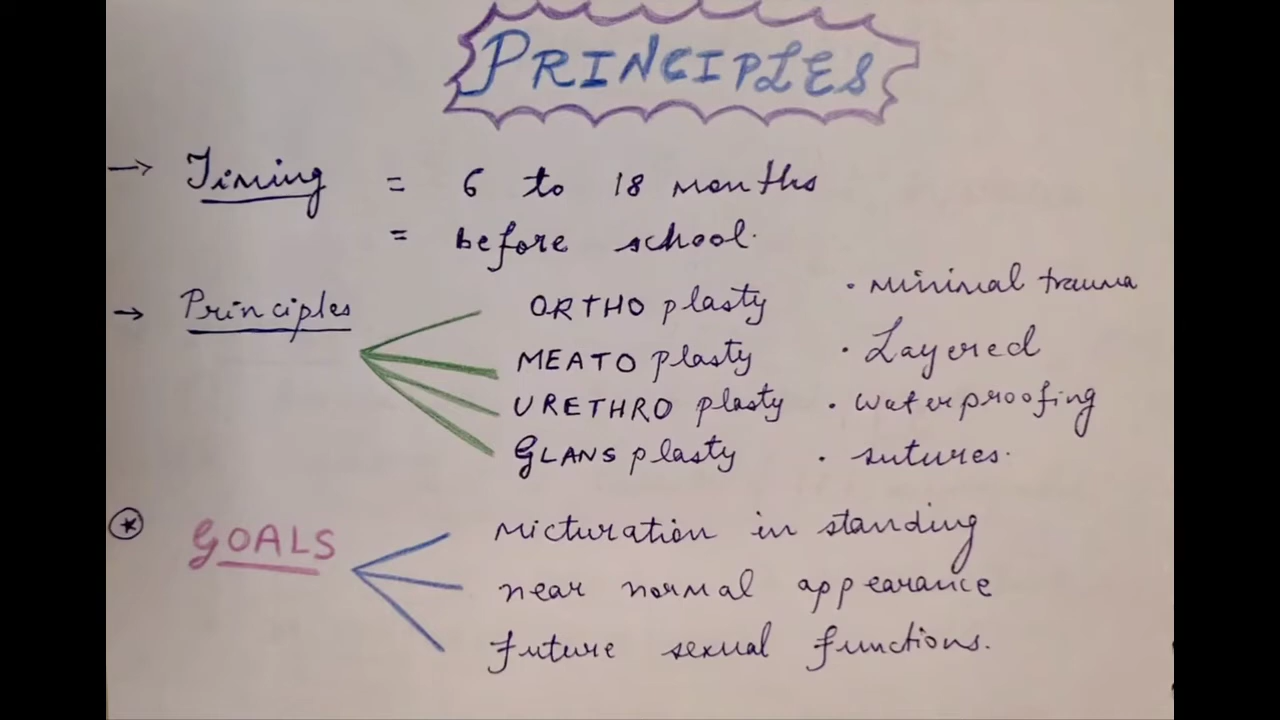 PRINCIPLES
→ Timing = 6 to 18 months
= before school.
→ Principles
ORTHO plasty · minimal trauma
MEATO plasty · Layered
URETHRO plasty · waterproofing
GLANS plasty · sutures.
GOALS
micturation in standing
near normal appearance
future sexual functions.